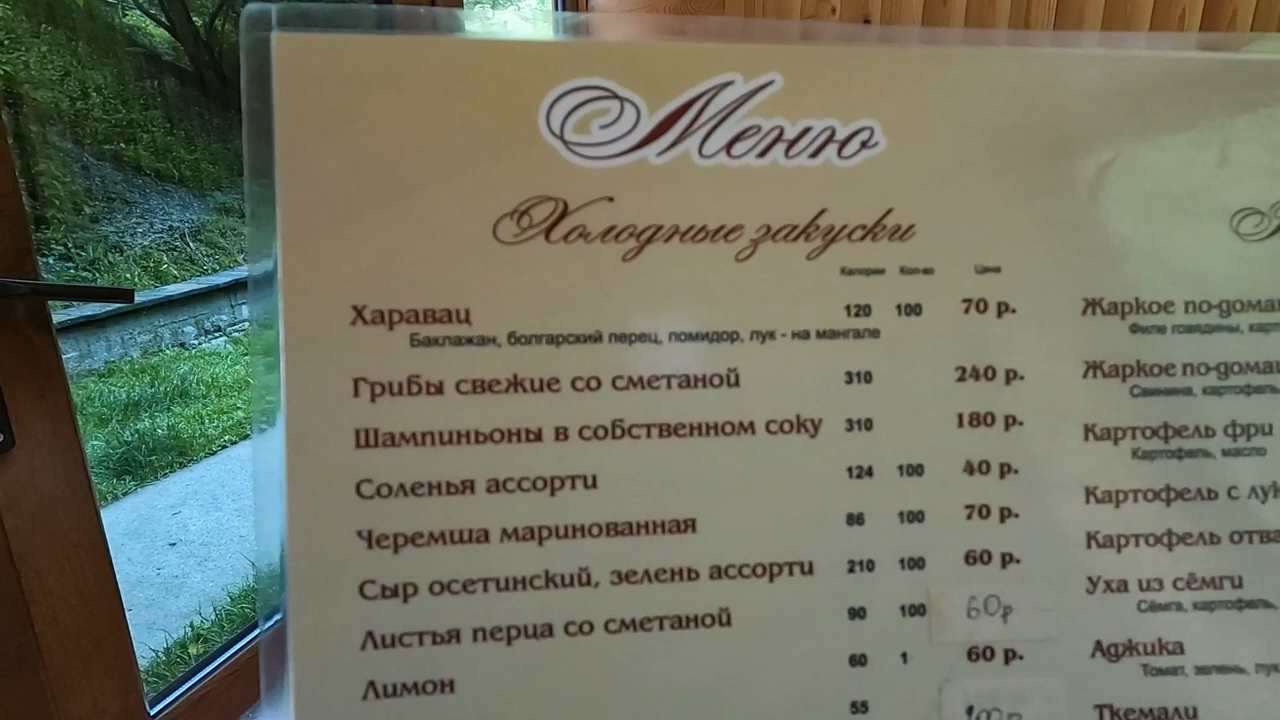 Меню
Холодные закуски
Калории Кол-во Цена
Харавац 120 100 70 р.
Баклажан, болгарский перец, помидор, лук - на мангале
Грибы свежие со сметаной 310 240 р.
Шампиньоны в собственном соку 310 180 р.
Соленья ассорти 124 100 40 р.
Черемша маринованная 86 100 70 р.
Сыр осетинский, зелень ассорти 210 100 60 р.
Листья перца со сметаной 90 100 60р
Лимон 60 1 60 р.
55
Жаркое по-дома
Филе говядины, карт
Жаркое по-дома
Свинина, картофель
Картофель фри
Картофель, масло
Картофель с лук
Картофель отва
Уха из сёмги
Сёмга, картофель,
Аджика
Томат, зелень, лук
Ткемали